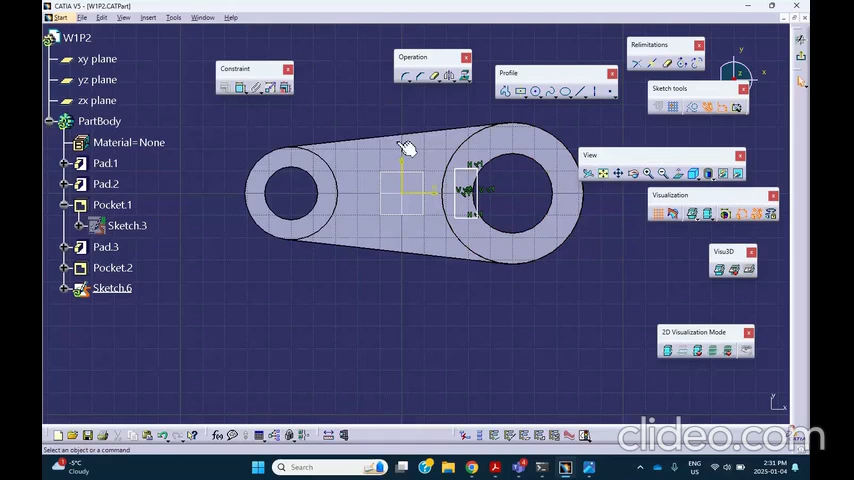 CATIA V5 - [W1P2.CATPart]
Start File Edit View Insert Tools Window Help
W1P2
xy plane
yz plane
zx plane
PartBody
Material=None
Pad.1
Pad.2
Pocket.1
Sketch.3
Pad.3
Pocket.2
Sketch.6
Constraint
Operation
Profile
Relimitations
Sketch tools
View
Visualization
Visu3D
2D Visualization Mode
y
x
z
Select an object or a command
clideo.com
-5°C
Cloudy
Search
ENG
US
2:31 PM
2025-01-04